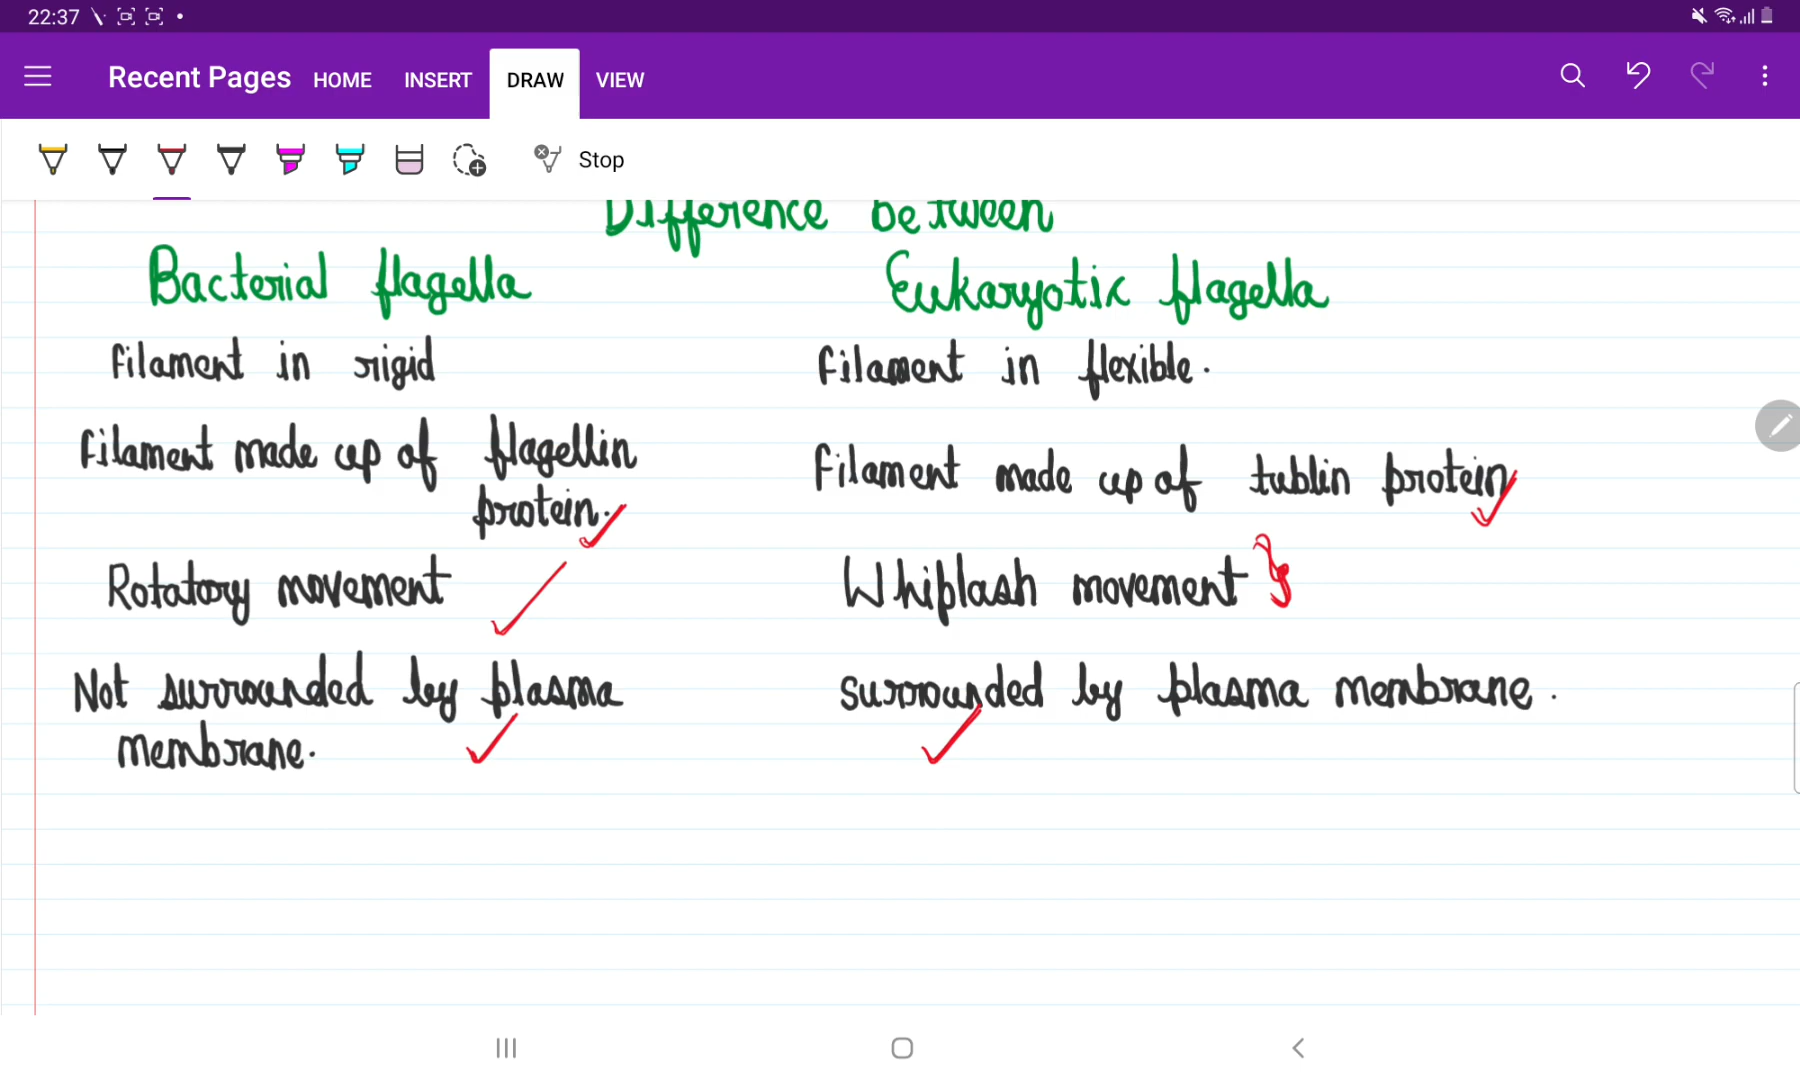 22:37
Recent Pages HOME INSERT DRAW VIEW
Stop
Difference Between
Bacterial flagella Eukaryotic flagella
Filament in rigid Filament in flexible.
Filament made up of flagellin protein. Filament made up of tublin protein
Rotatory movement Whiplash movement
Not surrounded by plasma membrane. surrounded by plasma membrane.